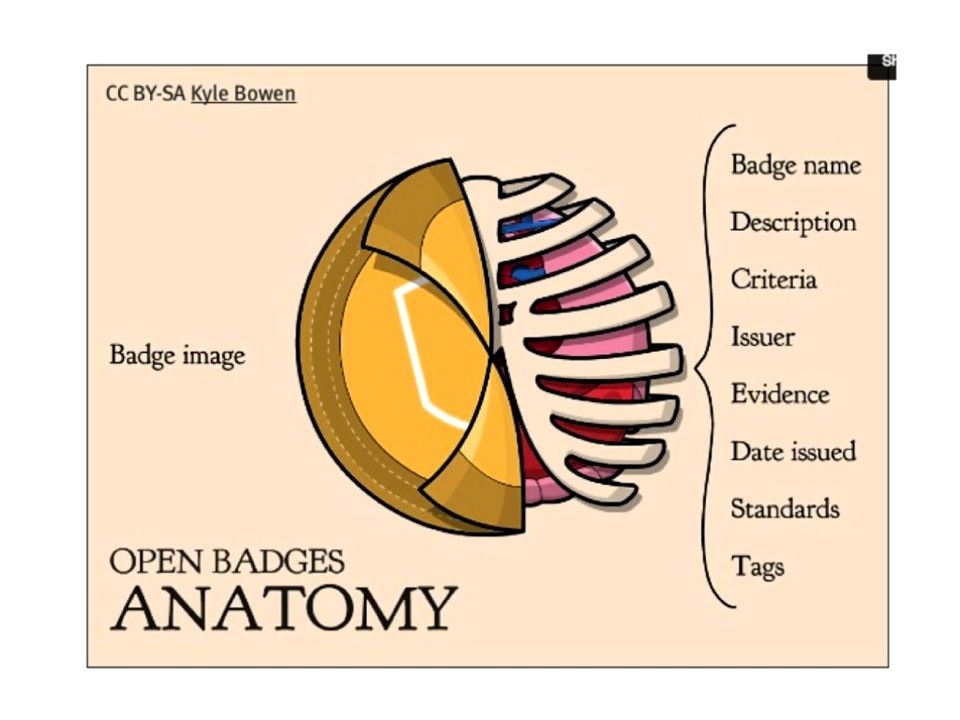 CC BY-SA Kyle Bowen
Badge name
Description
Criteria
Issuer
Evidence
Date issued
Standards
Tags
Badge image
OPEN BADGES
ANATOMY